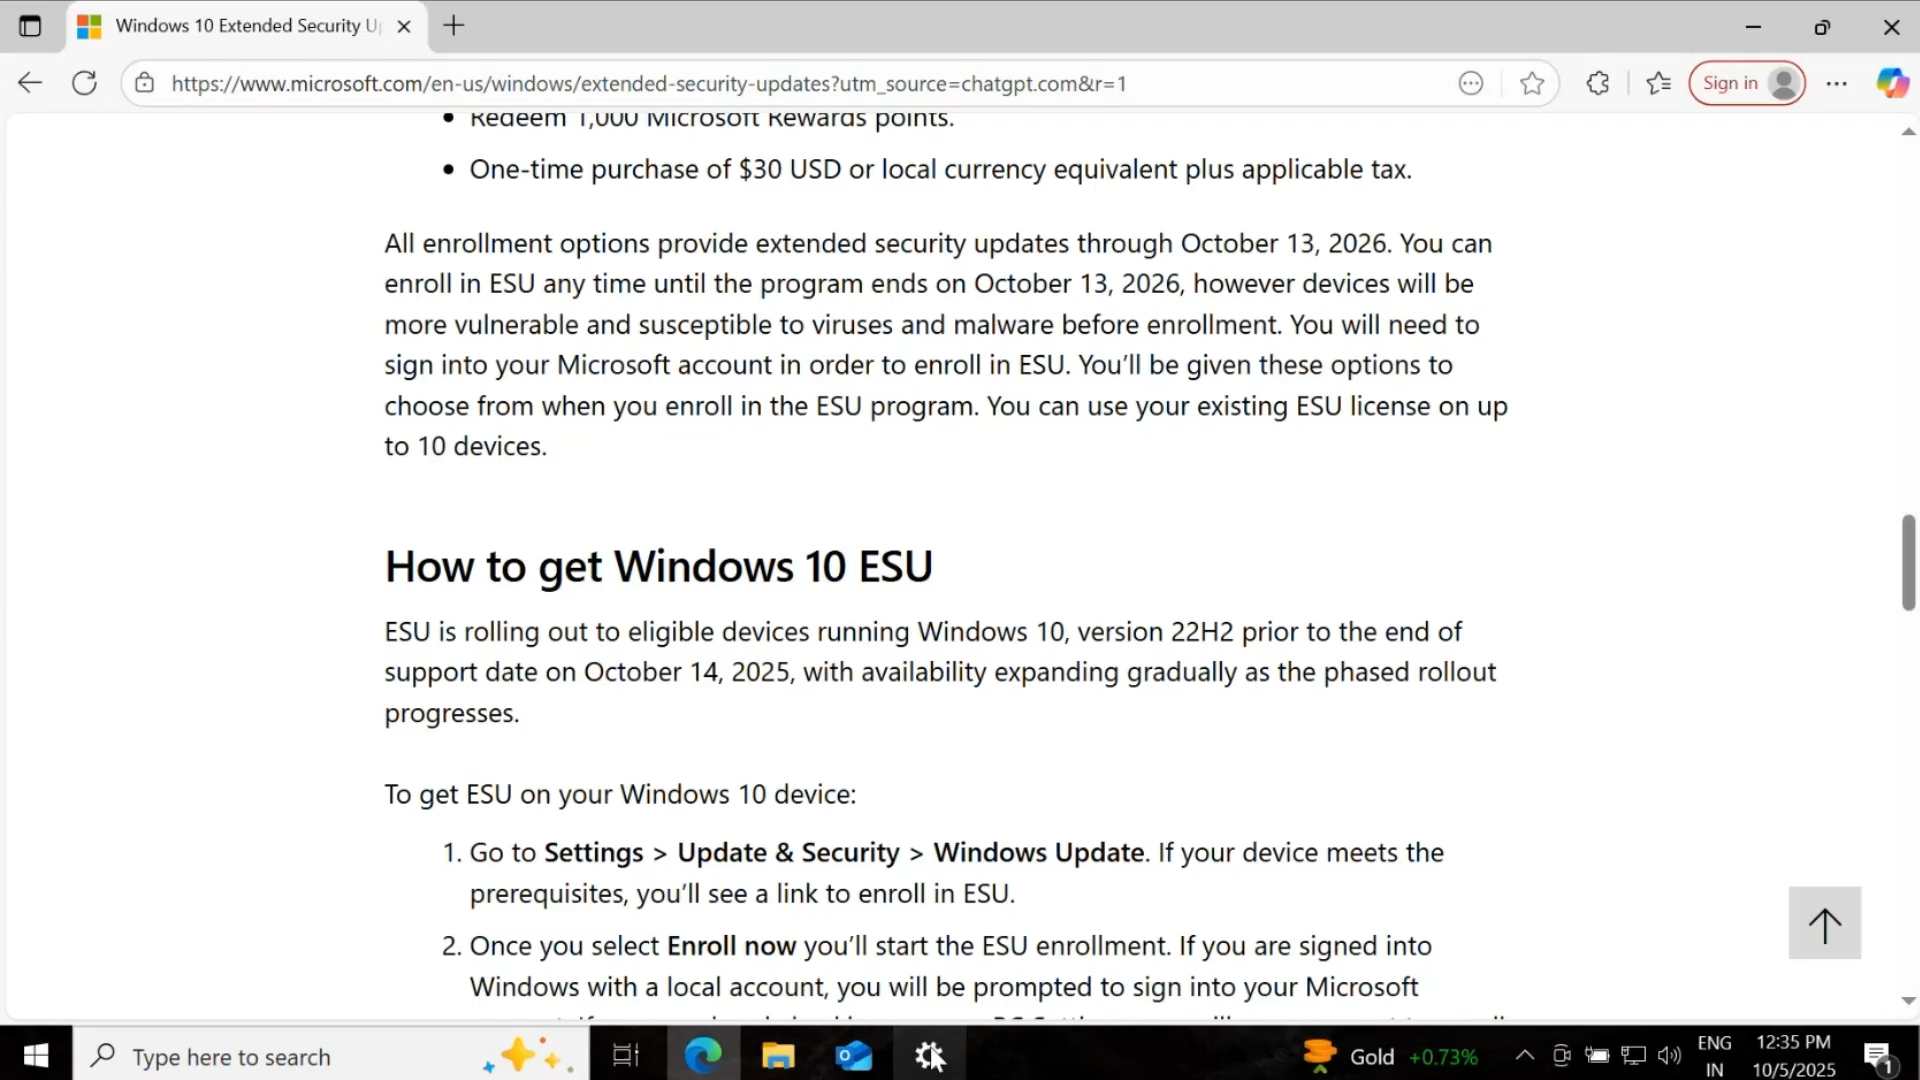 Windows 10 Extended Security U
https://www.microsoft.com/en-us/windows/extended-security-updates?utm_source=chatgpt.com&r=1
Sign in
• Redeem 1,000 Microsoft Rewards points.
• One-time purchase of $30 USD or local currency equivalent plus applicable tax.
All enrollment options provide extended security updates through October 13, 2026. You can
enroll in ESU any time until the program ends on October 13, 2026, however devices will be
more vulnerable and susceptible to viruses and malware before enrollment. You will need to
sign into your Microsoft account in order to enroll in ESU. You’ll be given these options to
choose from when you enroll in the ESU program. You can use your existing ESU license on up
to 10 devices.
How to get Windows 10 ESU
ESU is rolling out to eligible devices running Windows 10, version 22H2 prior to the end of
support date on October 14, 2025, with availability expanding gradually as the phased rollout
progresses.
To get ESU on your Windows 10 device:
1. Go to Settings > Update & Security > Windows Update. If your device meets the
prerequisites, you’ll see a link to enroll in ESU.
2. Once you select Enroll now you’ll start the ESU enrollment. If you are signed into
Windows with a local account, you will be prompted to sign into your Microsoft
Type here to search
Gold +0.73%
ENG
IN
12:35 PM
10/5/2025
1